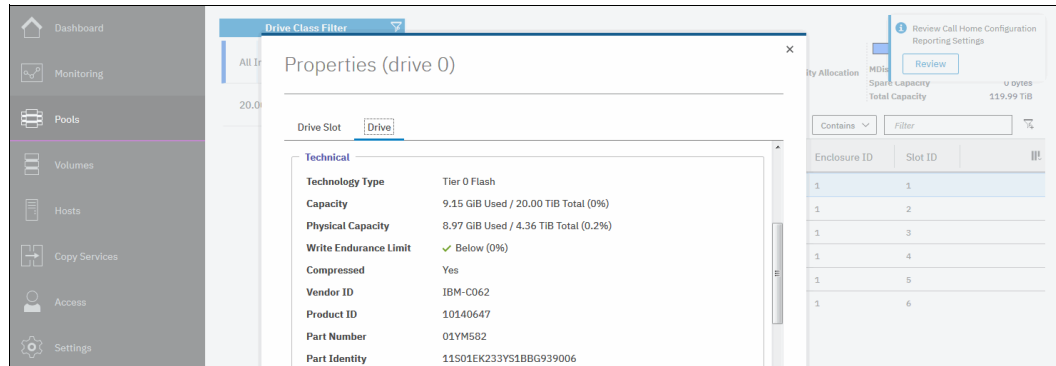 Dashboard
Monitoring
Pools
Volumes
Hosts
Copy Services
Access
Settings
Drive Class Filter
All In
20.0
Properties (drive 0)
×
Drive Slot
Drive
Technical
Technology Type Tier 0 Flash
Capacity 9.15 GiB Used / 20.00 TiB Total (0%)
Physical Capacity 8.97 GiB Used / 4.36 TiB Total (0.2%)
Write Endurance Limit Below (0%)
Compressed Yes
Vendor ID IBM-C062
Product ID 10140647
Part Number 01YM582
Part Identity 11S01EK233YS1BBG939006
Review Call Home Configuration
Reporting Settings
Review
ity Allocation
MDis
Spare Capacity 0 bytes
Total Capacity 119.99 TiB
Contains
Filter
Enclosure ID Slot ID
1 1
1 2
1 3
1 4
1 5
1 6